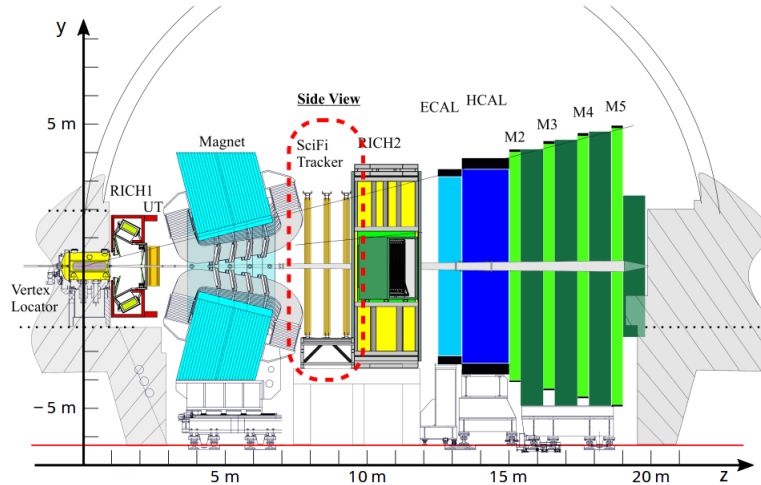 y
5 m
Side View
ECAL
HCAL
M2
M3
M4
M5
Magnet
SciFi
Tracker
RICH2
RICH1
UT
Vertex
Locator
− 5 m
5 m
10 m
15 m
20 m
z